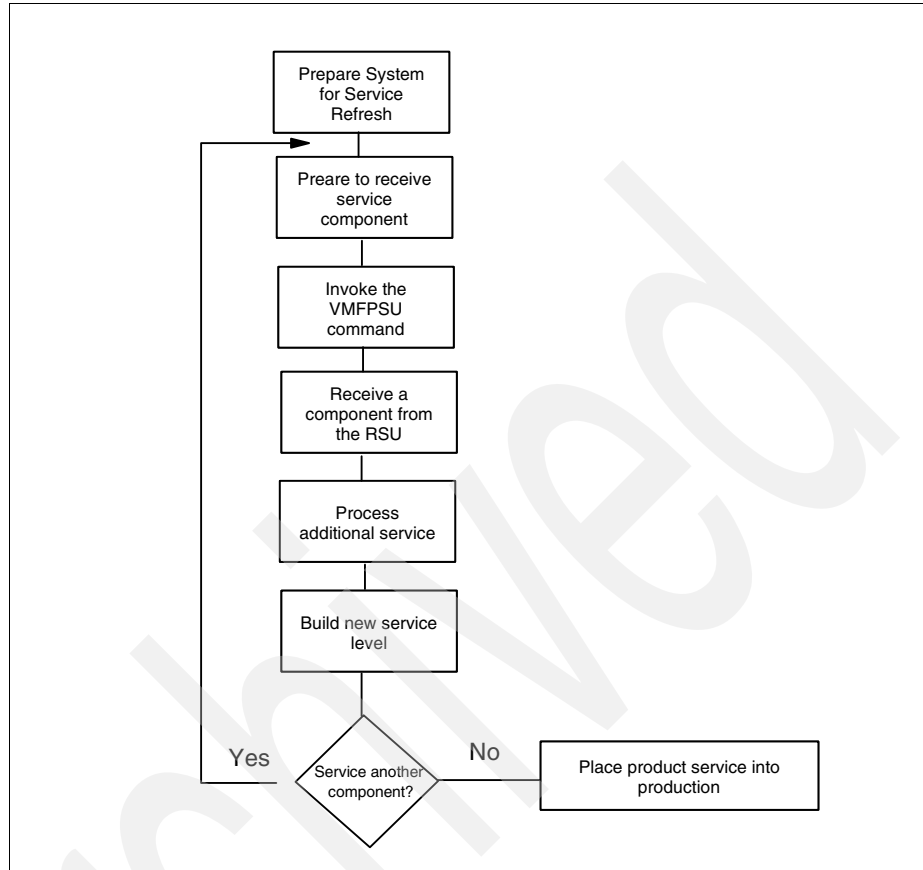 Prepare System
for Service
Refresh
Preare to receive
service
component
Invoke the
VMFPSU
command
Receive a
component from
the RSU
Process
additional service
Build new service
level
Yes
Service another
component?
No
Place product service into
production